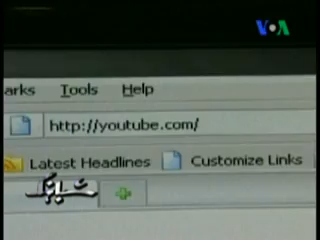 VOA
arks Tools Help
http://youtube.com/
Latest Headlines Customize Links